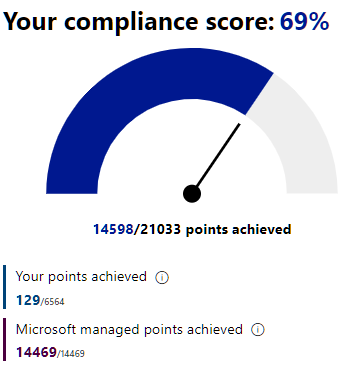 Your compliance score: 69%
14598/21033 points achieved
Your points achieved
129/6564
Microsoft managed points achieved
14469/14469